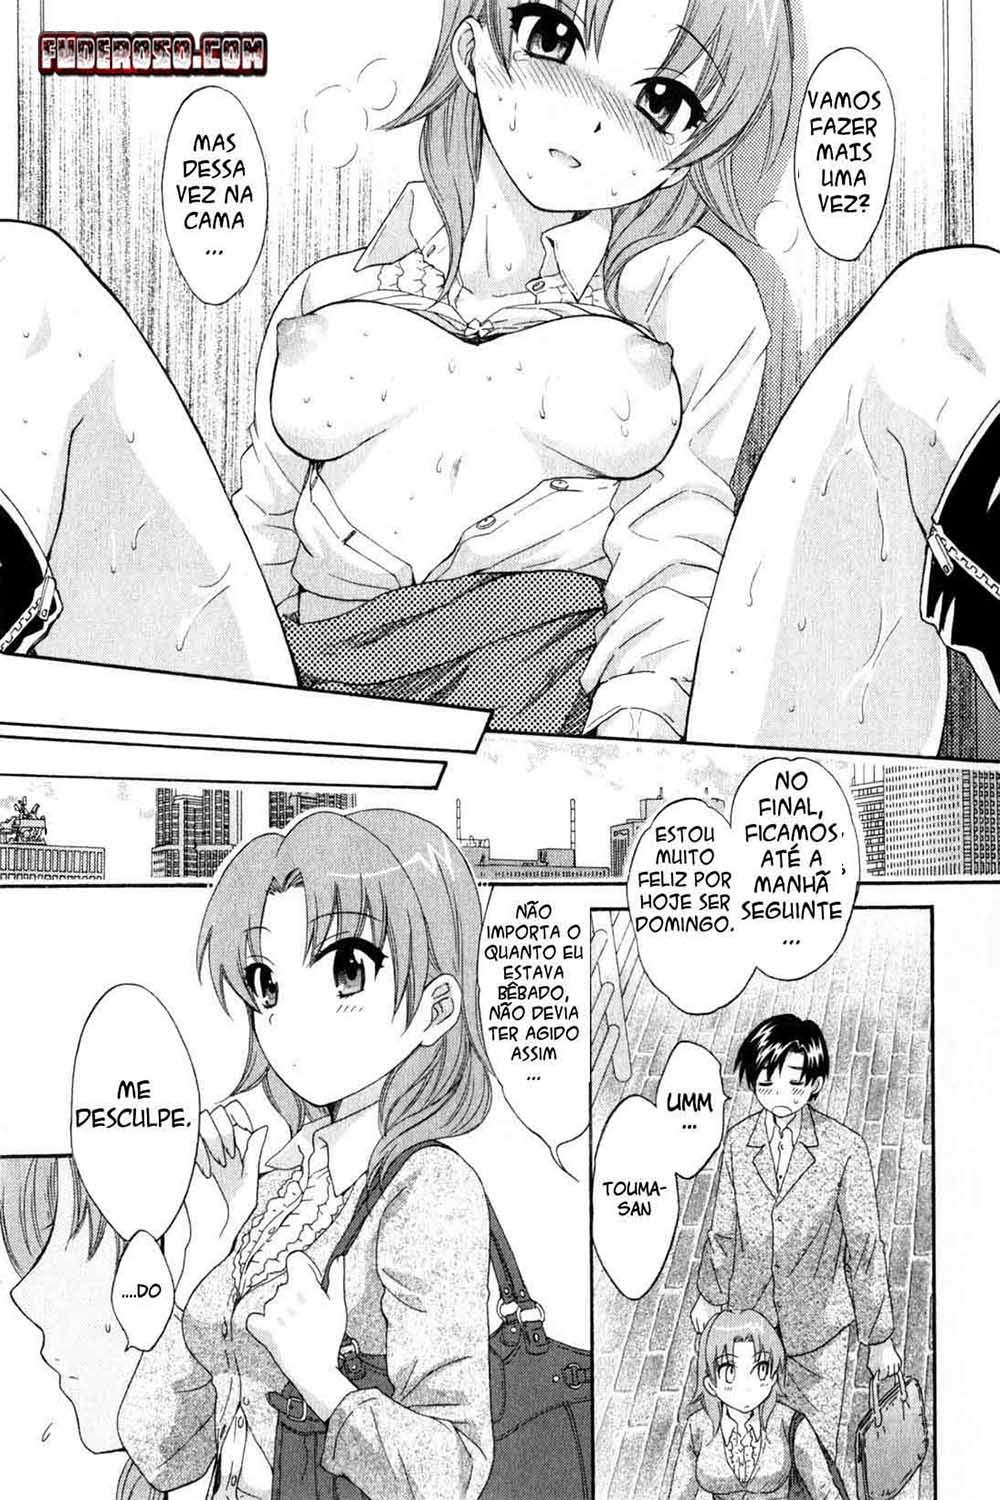 FUDEROSO.COM
VAMOS
FAZER
MAIS
UMA
VEZ?
MAS
DESSA
VEZ NA
CAMA
...
NO
FINAL,
FICAMOS
ATÉ A
MANHÃ
SEGUINTE
...
ESTOU
MUITO
FELIZ POR
HOJE SER
DOMINGO.
UMM
...
TOUMA-
SAN
NÃO
IMPORTA O
QUANTO EU
ESTAVA
BÊBADO,
NÃO DEVIA
TER AGIDO
ASSIM
...
ME
DESCULPE.
....DO